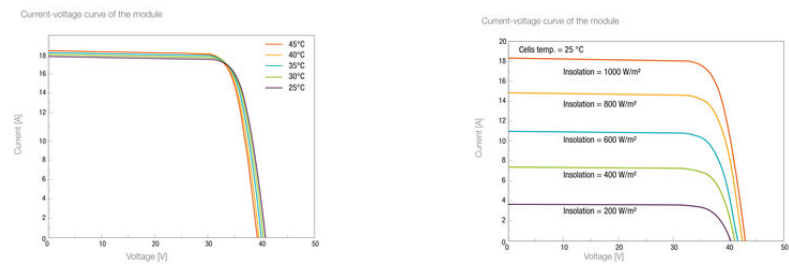 Current-voltage curve of the module
18
16
14
12
10
8
6
4
2
0
0
10
20
30
40
50
Current [A]
Voltage [V]
45°C
40°C
35°C
30°C
25°C
Current-voltage curve of the module
20
18
16
14
12
10
8
6
4
2
0
0
10
20
30
40
50
Current [A]
Voltage [V]
Cells temp. = 25 °C
Insolation = 1000 W/m²
Insolation = 800 W/m²
Insolation = 600 W/m²
Insolation = 400 W/m²
Insolation = 200 W/m²